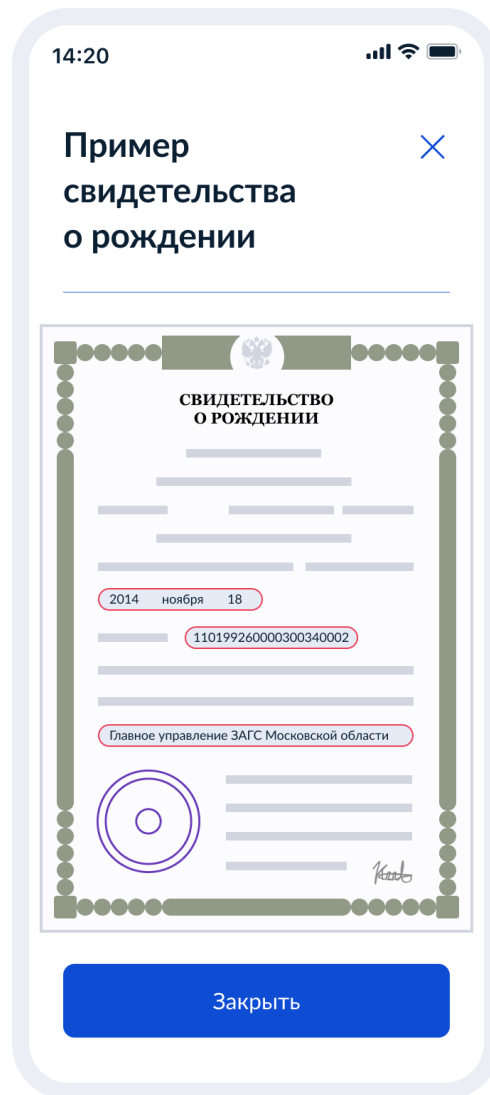 14:20
Пример
свидетельства
о рождении
СВИДЕТЕЛЬСТВО
О РОЖДЕНИИ
2014 ноября 18
110199260000300340002
Главное управление ЗАГС Московской области
Закрыть